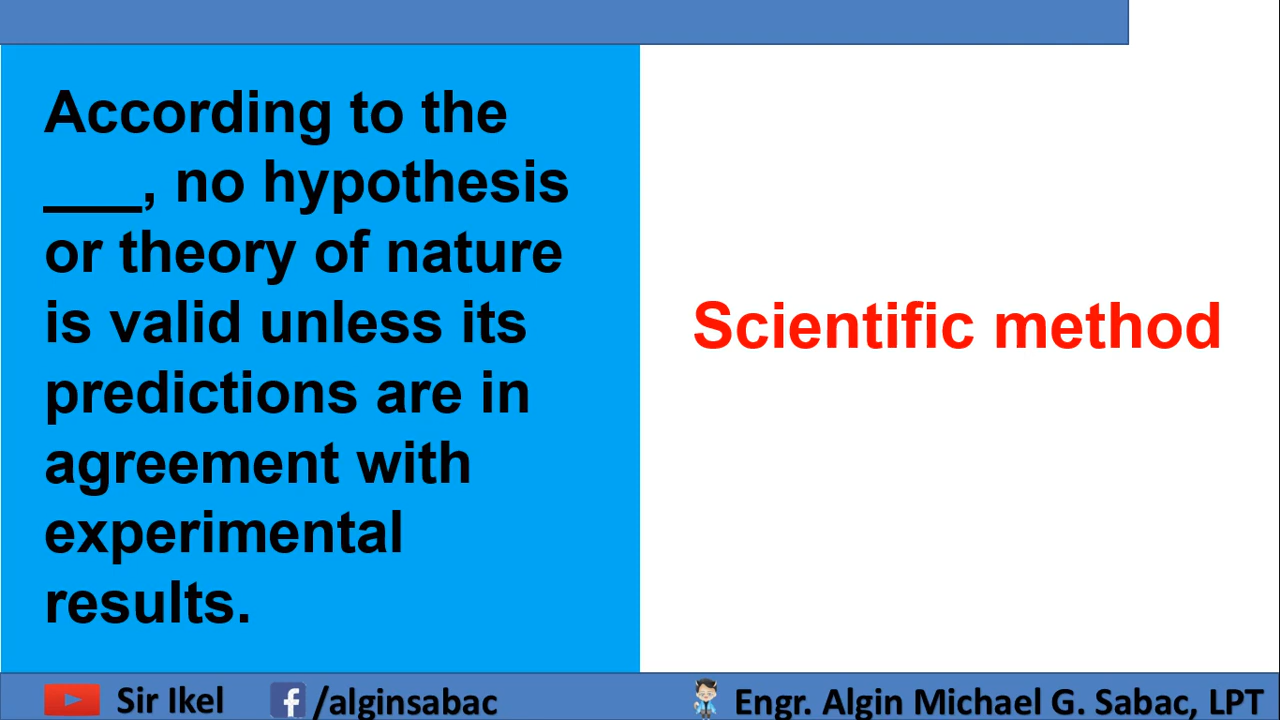 According to the
___, no hypothesis
or theory of nature
is valid unless its
predictions are in
agreement with
experimental
results.
Scientific method
Sir Ikel
/alginsabac
Engr. Algin Michael G. Sabac, LPT